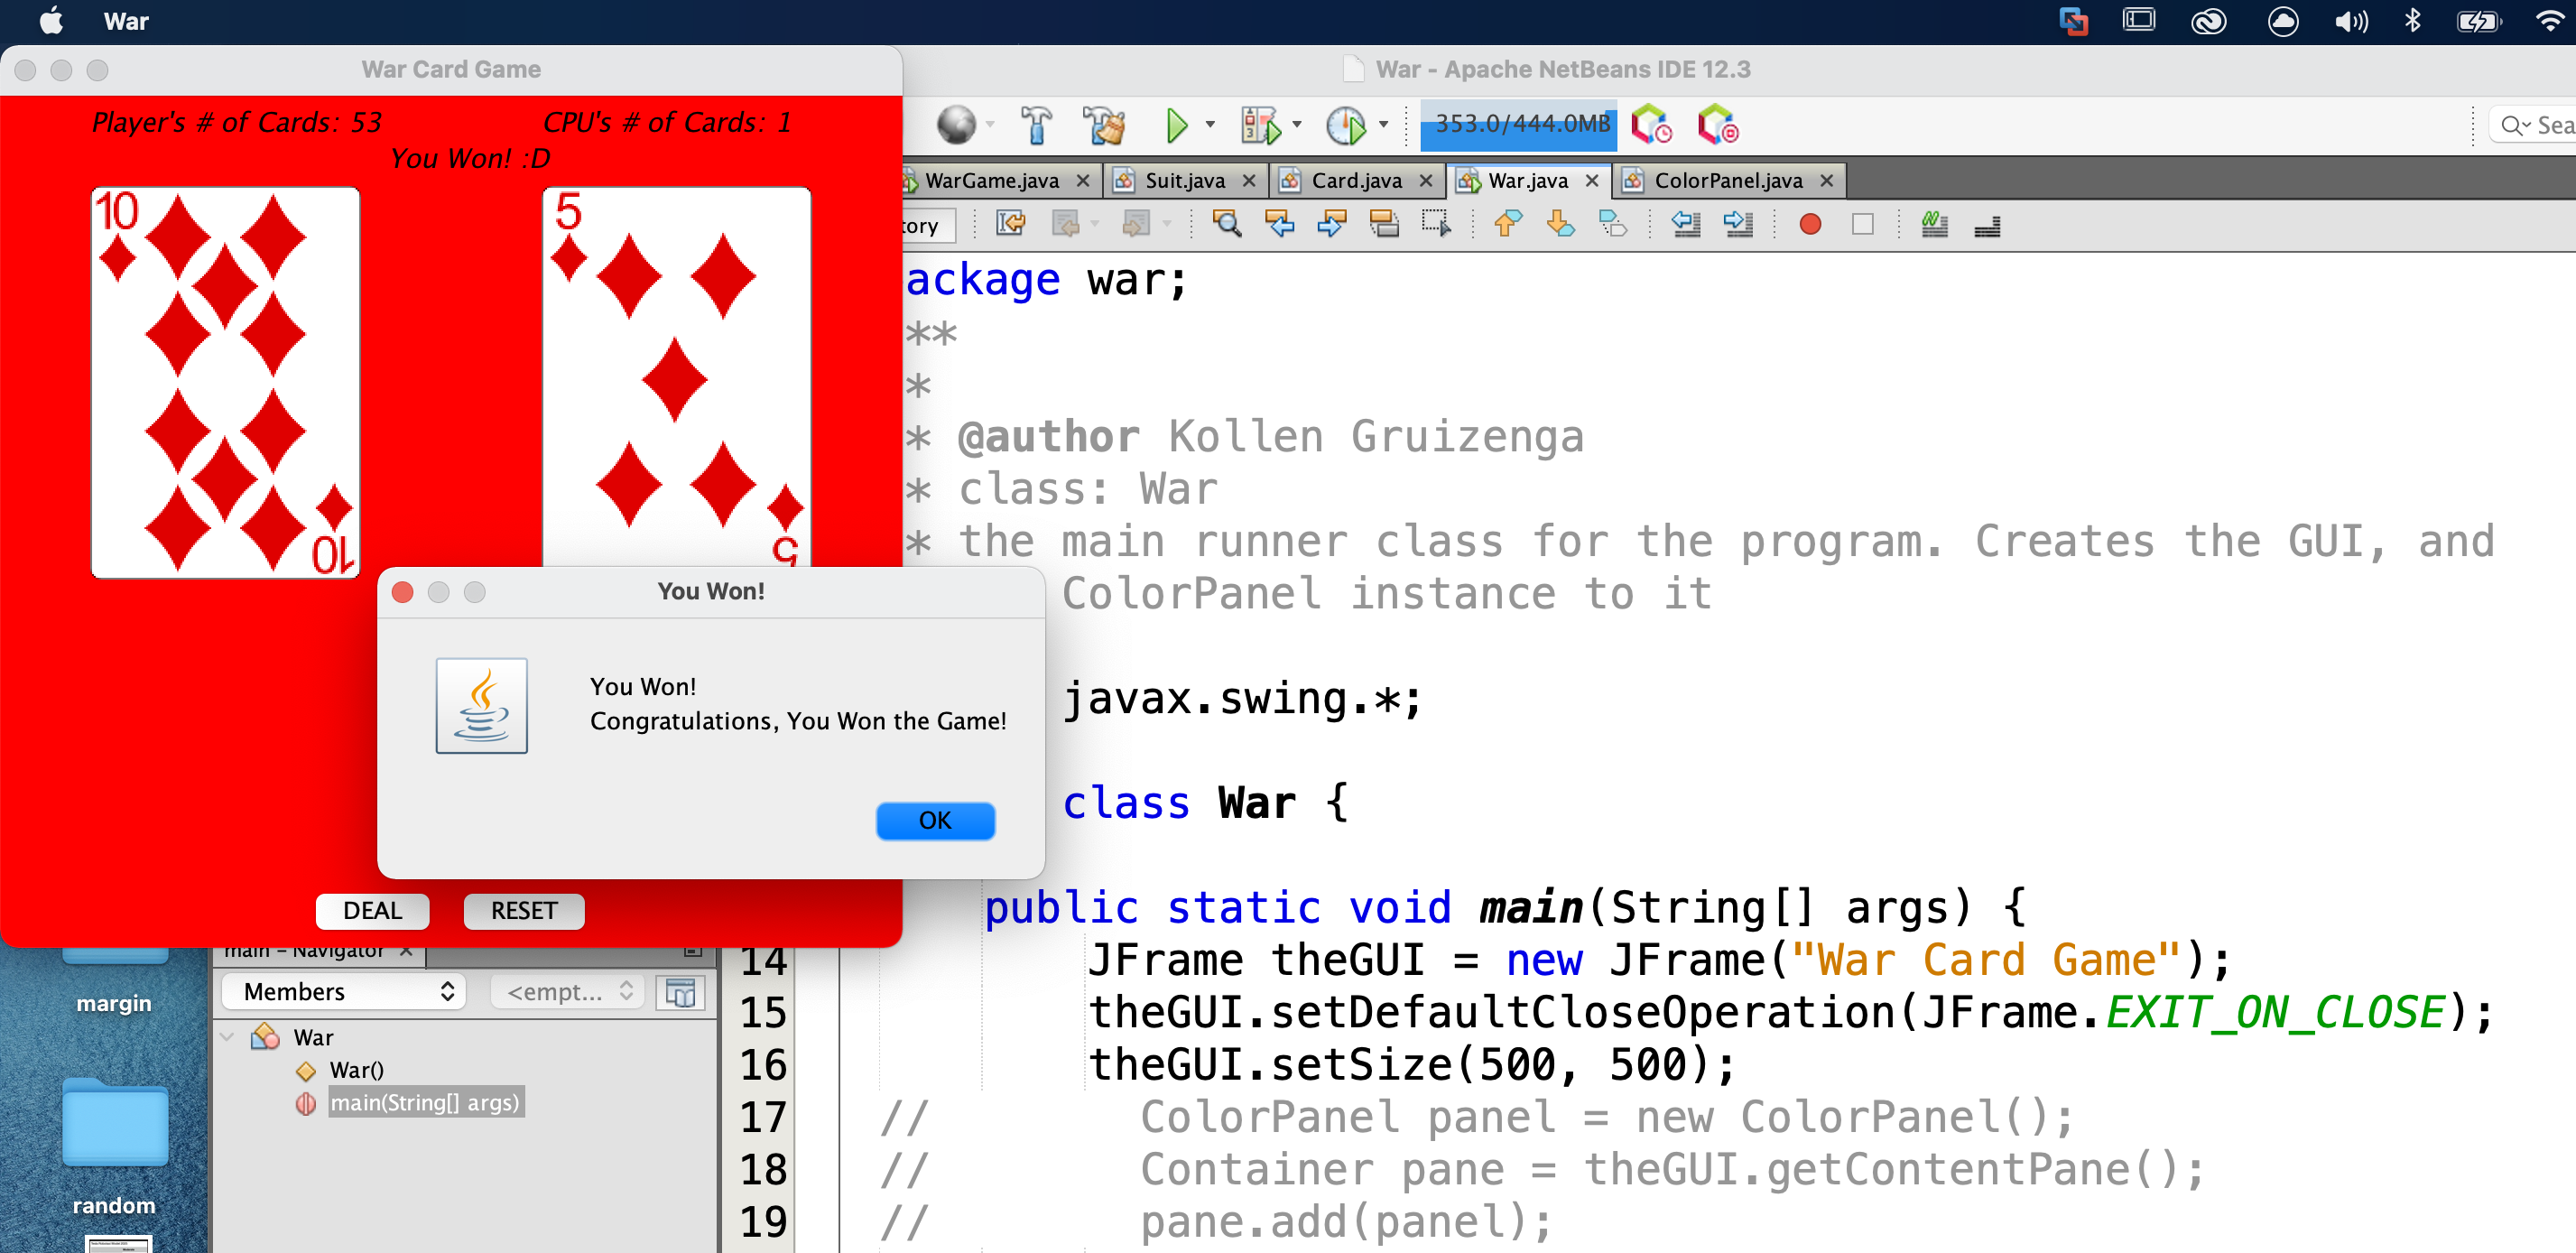 War
War Card Game
Player's # of Cards: 53
CPU's # of Cards: 1
You Won! :D
10
10
5
5
You Won!
You Won!
Congratulations, You Won the Game!
OK
DEAL
RESET
War - Apache NetBeans IDE 12.3
353.0/444.0MB
Sea
WarGame.java
Suit.java
Card.java
War.java
ColorPanel.java
tory
ackage war;
**
*
* @author Kollen Gruizenga
* class: War
* the main runner class for the program. Creates the GUI, and
ColorPanel instance to it
javax.swing.*;
class War {
public static void main(String[] args) {
14 JFrame theGUI = new JFrame("War Card Game");
15 theGUI.setDefaultCloseOperation(JFrame.EXIT_ON_CLOSE);
16 theGUI.setSize(500, 500);
17 // ColorPanel panel = new ColorPanel();
18 // Container pane = theGUI.getContentPane();
19 // pane.add(panel);
main - Navigator
Members
<empt...
War
War()
main(String[] args)
margin
random